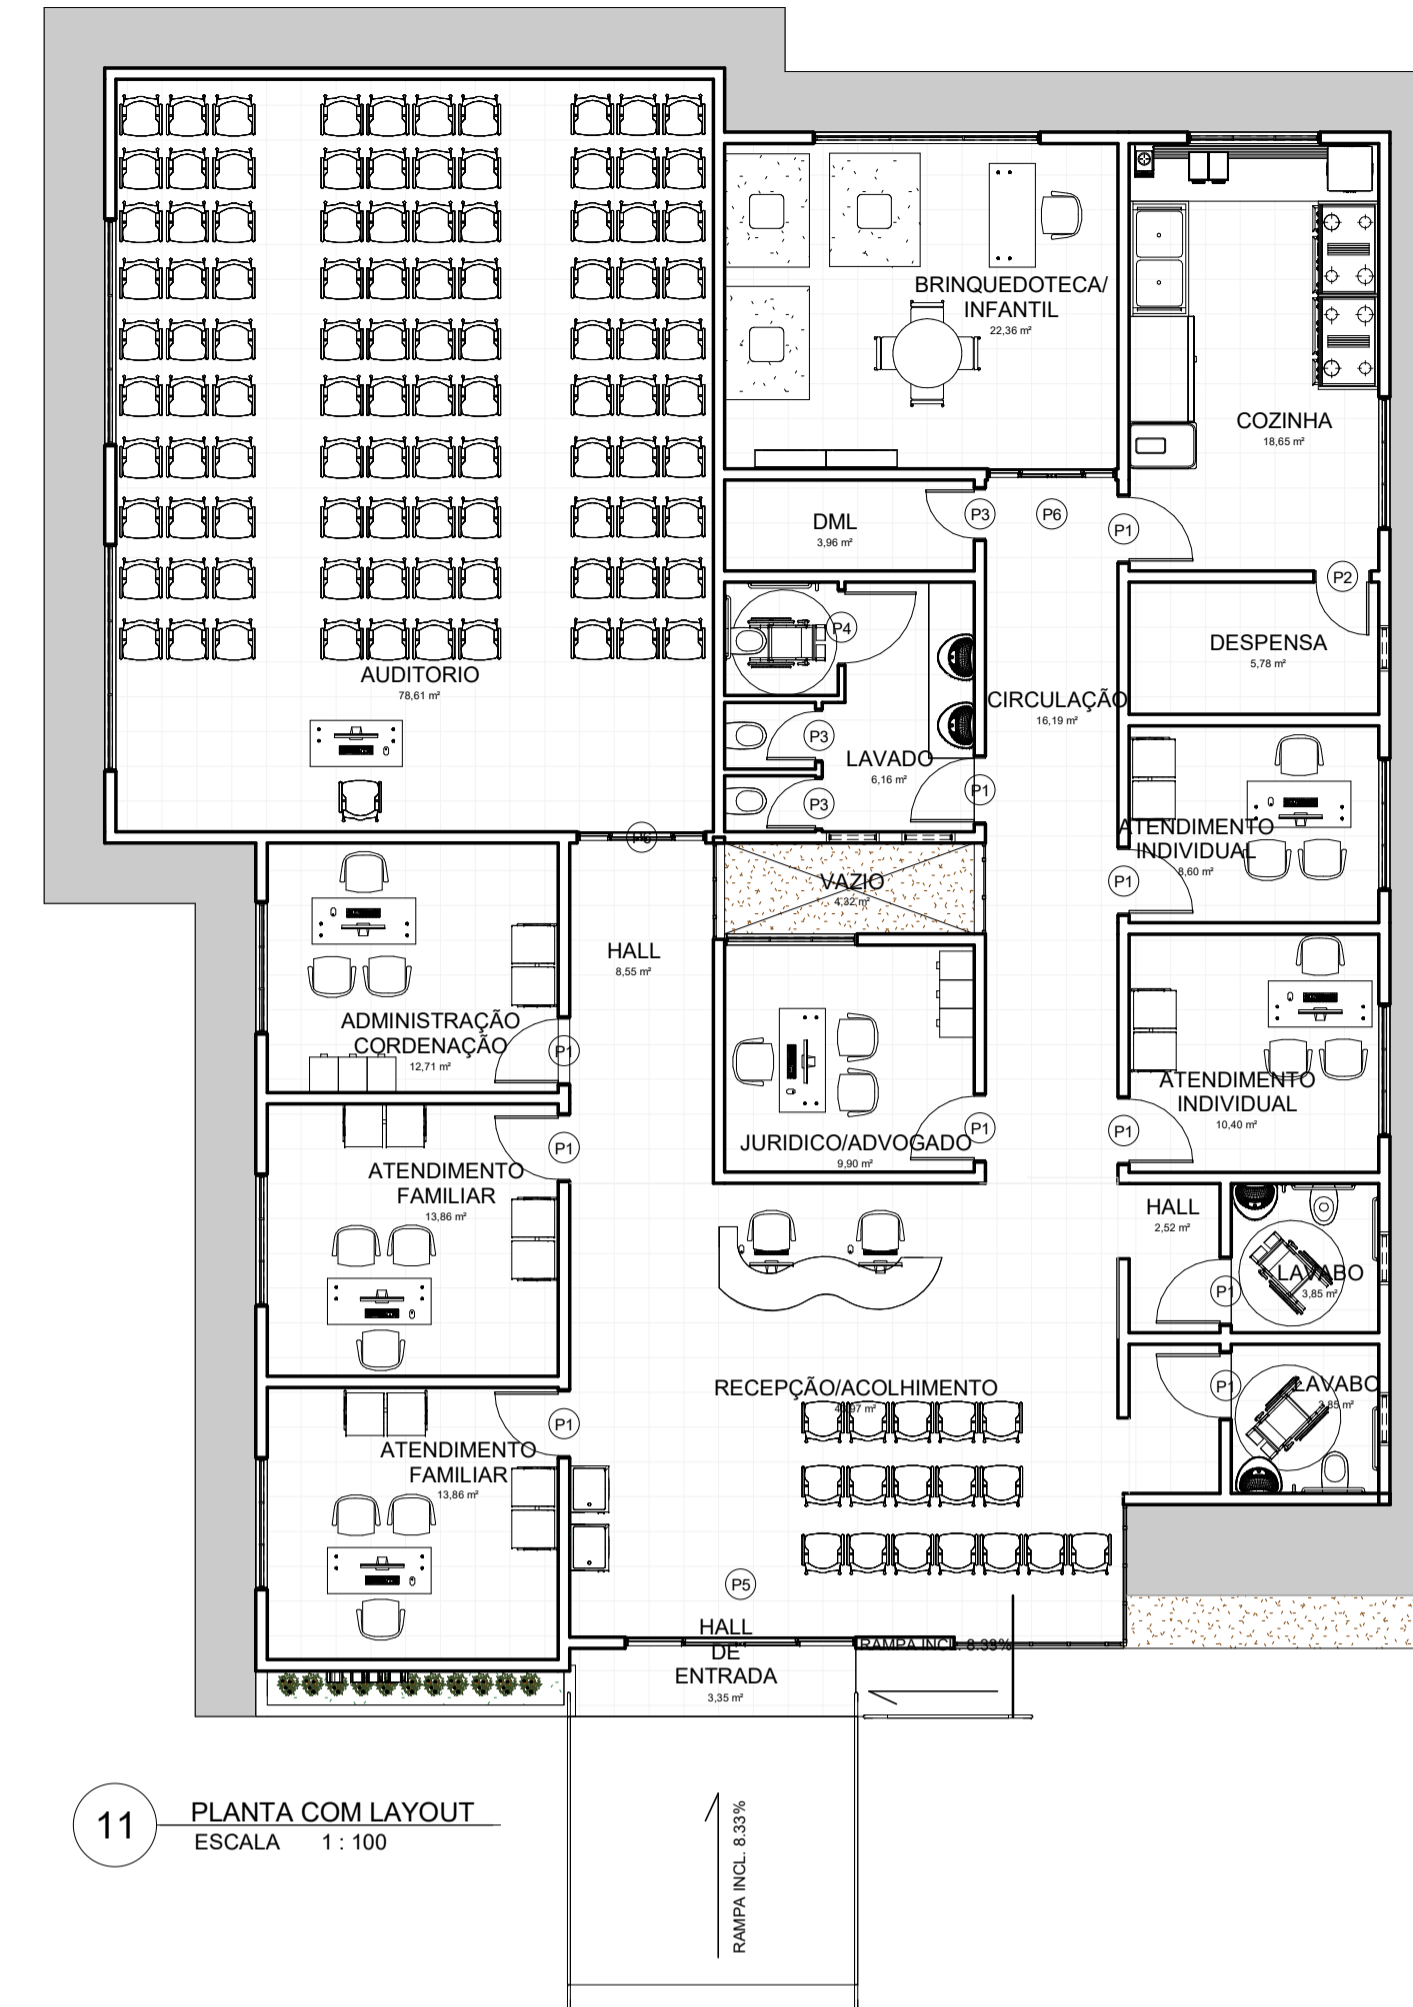 BRINQUEDOTECA/
INFANTIL
22,36 m²
COZINHA
18,65 m²
DML
3,96 m²
P3
P6
P1
P2
P4
DESPENSA
5,78 m²
AUDITORIO
78,61 m²
CIRCULAÇÃO
16,19 m²
P3
LAVADO
6,16 m²
P3
P1
ATENDIMENTO
INDIVIDUAL
8,60 m²
P1
VAZIO
4,32 m²
HALL
8,55 m²
ADMINISTRAÇÃO
CORDENAÇÃO
12,71 m²
P1
ATENDIMENTO
INDIVIDUAL
10,40 m²
P1
P1
P1
JURIDICO/ADVOGADO
9,90 m²
ATENDIMENTO
FAMILIAR
13,86 m²
HALL
2,52 m²
LAVABO
3,85 m²
P1
RECEPÇÃO/ACOLHIMENTO
LAVABO
3,85 m²
P1
P1
ATENDIMENTO
FAMILIAR
13,86 m²
P5
HALL
DE
ENTRADA
3,35 m²
RAMPA INCL. 8.33%
11
PLANTA COM LAYOUT
ESCALA 1 : 100
RAMPA INCL. 8.33%